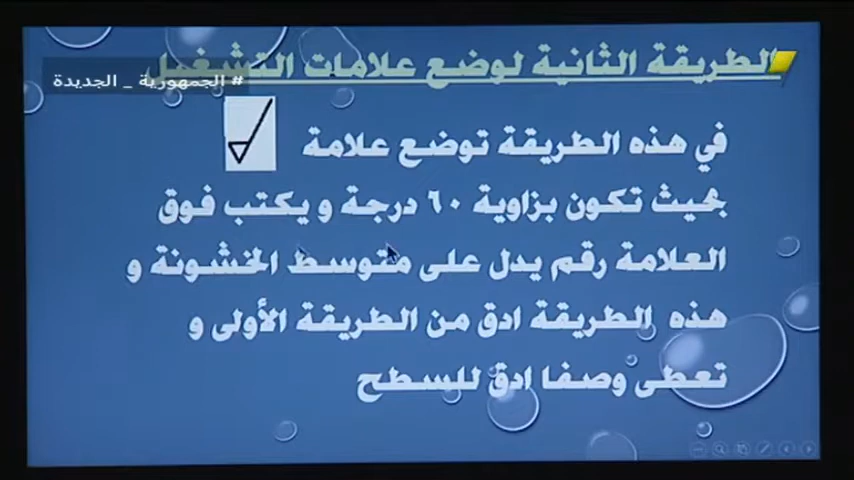 الطريقة الثانية لوضع علامات التشغيل
# الجمهورية _ الجديدة
في هذه الطريقة توضع علامة
بحيث تكون بزاوية ٦٠ درجة و يكتب فوق
العلامة رقم يدل على متوسط الخشونة و
هذه الطريقة ادق من الطريقة الأولى و
تعطى وصفا ادق للسطح